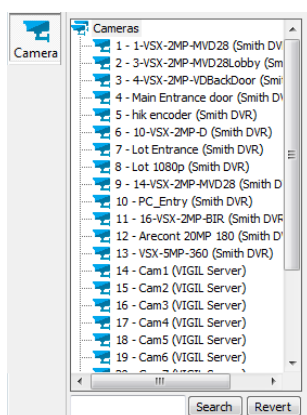 Camera
Cameras
1 - 1-VSX-2MP-MVD28 (Smith DV
2 - 3-VSX-2MP-MVD28Lobby (Sm
3 - 4-VSX-2MP-VDBackDoor (Smi
4 - Main Entrance door (Smith DV
5 - hik encoder (Smith DVR)
6 - 10-VSX-2MP-D (Smith DVR)
7 - Lot Entrance (Smith DVR)
8 - Lot 1080p (Smith DVR)
9 - 14-VSX-2MP-MVD28 (Smith D
10 - PC_Entry (Smith DVR)
11 - 16-VSX-2MP-BIR (Smith DVR
12 - Arecont 20MP 180 (Smith D
13 - VSX-5MP-360 (Smith DVR)
14 - Cam1 (VIGIL Server)
15 - Cam2 (VIGIL Server)
16 - Cam3 (VIGIL Server)
17 - Cam4 (VIGIL Server)
18 - Cam5 (VIGIL Server)
19 - Cam6 (VIGIL Server)
Search Revert